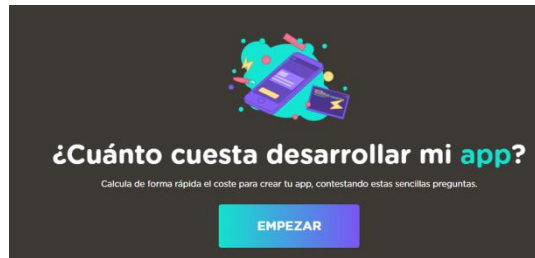 ¿Cuánto cuesta desarrollar mi app?
Calcula de forma rápida el coste para crear tu app, contestando estas sencillas preguntas.
EMPEZAR